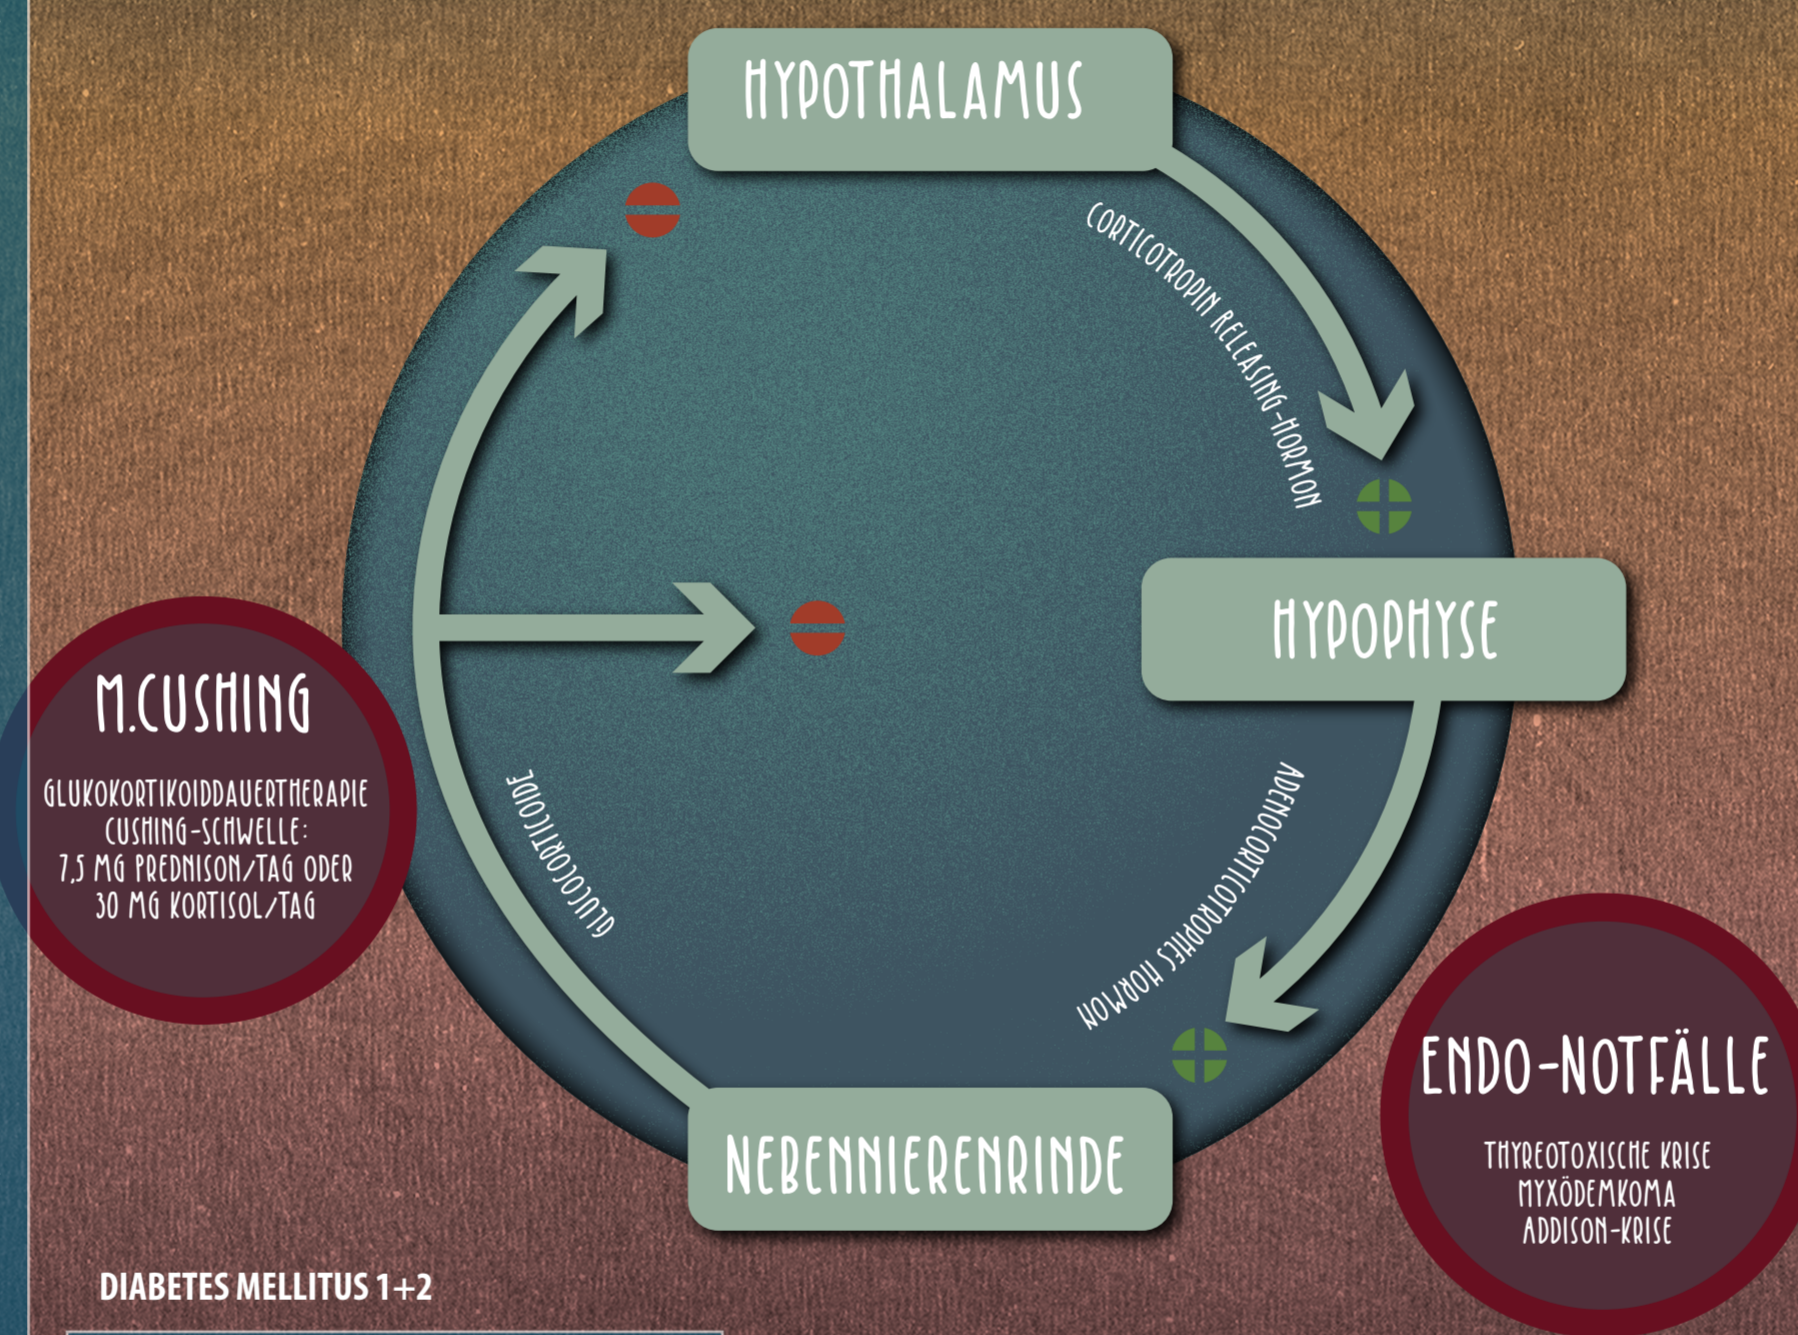 HYPOTHALAMUS
CORTICOTROPIN RELEASING-HORMON
HYPOPHYSE
M.CUSHING
GLUKOKORTIKOIDDAUERTHERAPIE
CUSHING-SCHWELLE:
7,5 MG PREDNISON/TAG ODER
30 MG KORTISOL/TAG
GLUCOCORTICOIDE
ADENOCORTICOTROPHES HORMON
ENDO-NOTFÄLLE
THYREOTOXISCHE KRISE
MYXÖDEMKOMA
ADDISON-KRISE
NEBENNIERENRINDE
DIABETES MELLITUS 1+2